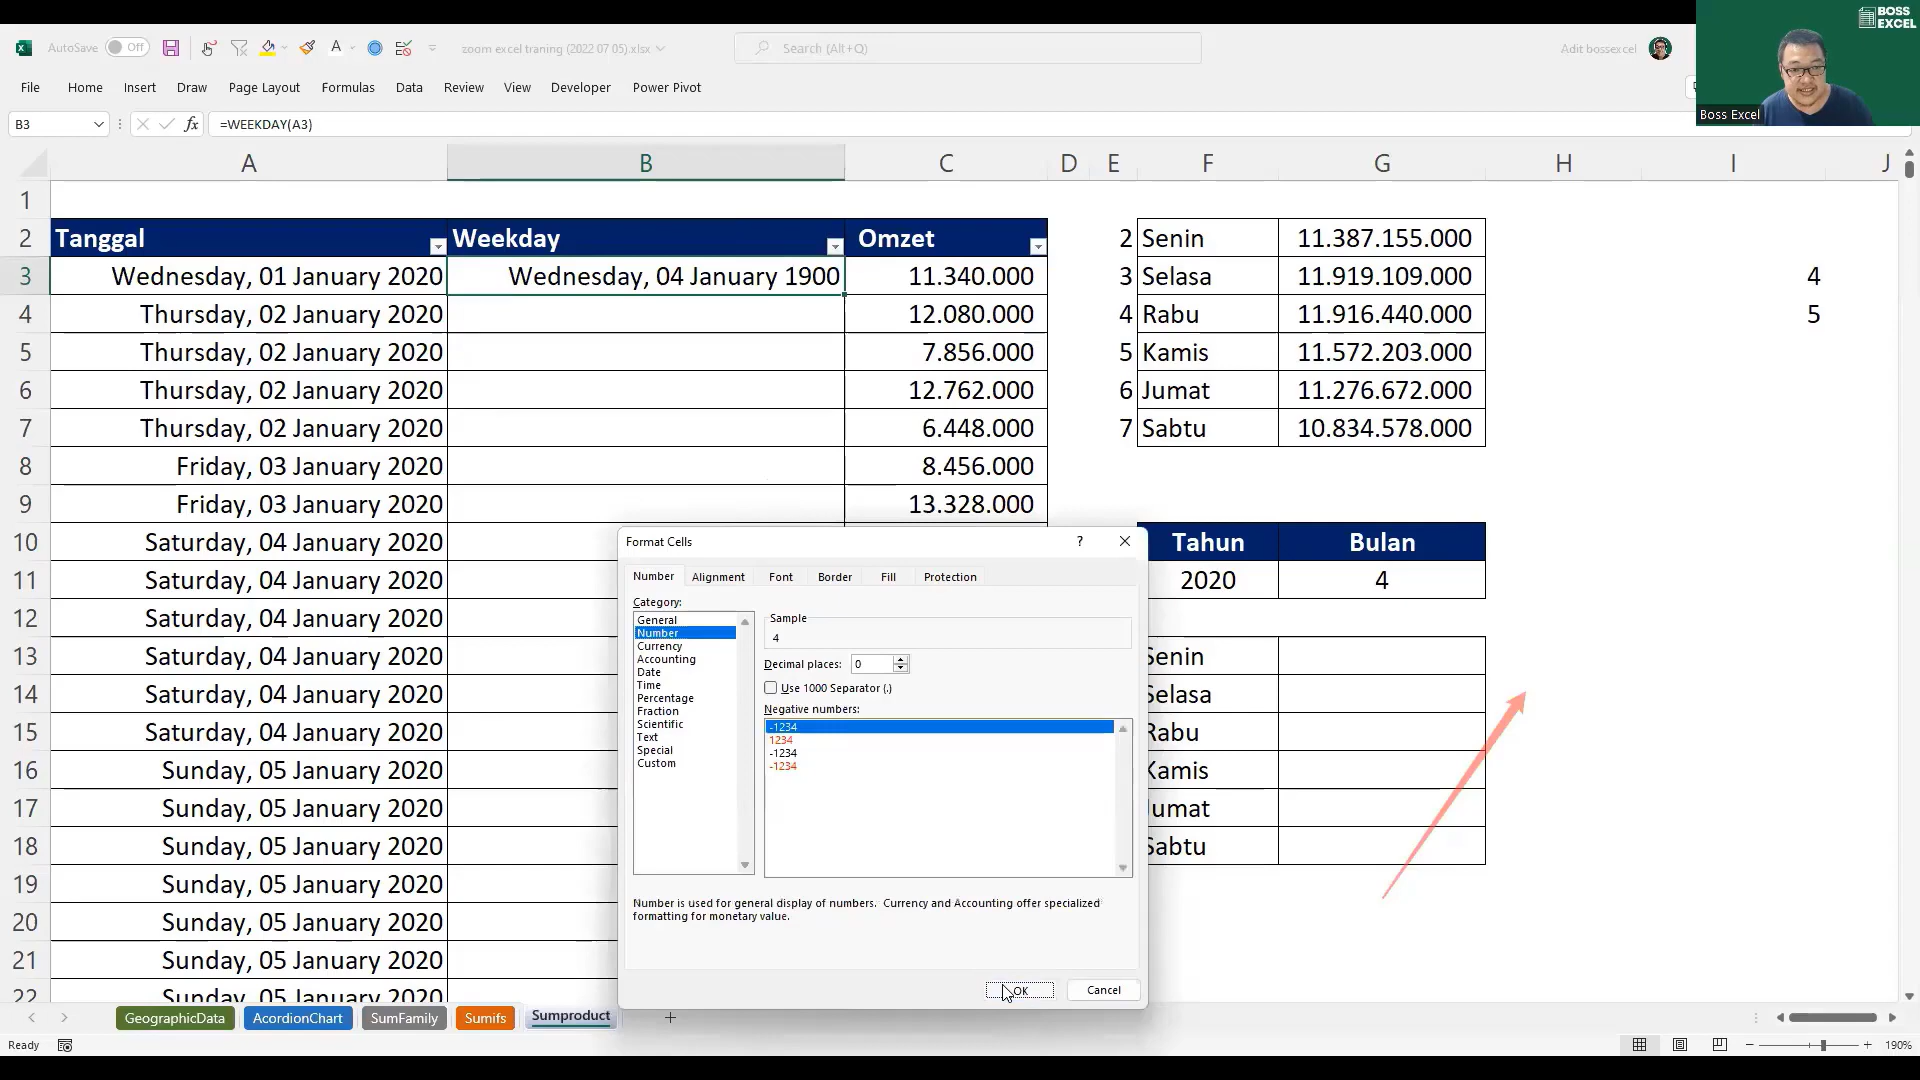 BOSS
EXCEL
AutoSave Off zoom excel traning (2022 07 05).xlsx Search (Alt+Q) Adit bossexcel
File Home Insert Draw Page Layout Formulas Data Review View Developer Power Pivot
Boss Excel
B3 fx =WEEKDAY(A3)
A B C D E F G H I J
1
2 Tanggal Weekday Omzet 2 Senin 11.387.155.000
3 Wednesday, 01 January 2020 Wednesday, 04 January 1900 11.340.000 3 Selasa 11.919.109.000 4
4 Thursday, 02 January 2020 12.080.000 4 Rabu 11.916.440.000 5
5 Thursday, 02 January 2020 7.856.000 5 Kamis 11.572.203.000
6 Thursday, 02 January 2020 12.762.000 6 Jumat 11.276.672.000
7 Thursday, 02 January 2020 6.448.000 7 Sabtu 10.834.578.000
8 Friday, 03 January 2020 8.456.000
9 Friday, 03 January 2020 13.328.000
10 Saturday, 04 January 2020 Tahun Bulan
11 Saturday, 04 January 2020 2020 4
12 Saturday, 04 January 2020
13 Saturday, 04 January 2020 Senin
14 Saturday, 04 January 2020 Selasa
15 Saturday, 04 January 2020 Rabu
16 Sunday, 05 January 2020 Kamis
17 Sunday, 05 January 2020 Jumat
18 Sunday, 05 January 2020 Sabtu
19 Sunday, 05 January 2020
20 Sunday, 05 January 2020
21 Sunday, 05 January 2020
22 Sunday, 05 January 2020
Format Cells ?
Number Alignment Font Border Fill Protection
Category:
General
Number
Currency
Accounting
Date
Time
Percentage
Fraction
Scientific
Text
Special
Custom
Sample
4
Decimal places: 0
Use 1000 Separator (.)
Negative numbers:
-1234
1234
-1234
-1234
Number is used for general display of numbers. Currency and Accounting offer specialized
formatting for monetary value.
OK Cancel
GeographicData AcordionChart SumFamily Sumifs Sumproduct
Ready 190%